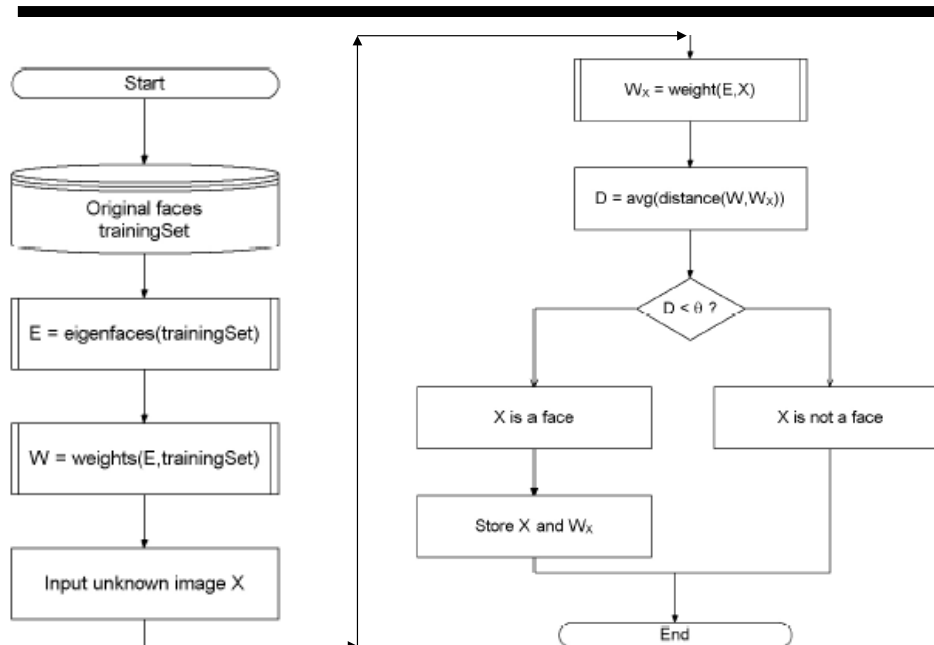 Start
Original faces
trainingSet
E = eigenfaces(trainingSet)
W = weights(E,trainingSet)
Input unknown image X
Wx = weight(E,X)
D = avg(distance(W,Wx))
D < θ ?
X is a face
X is not a face
Store X and Wx
End